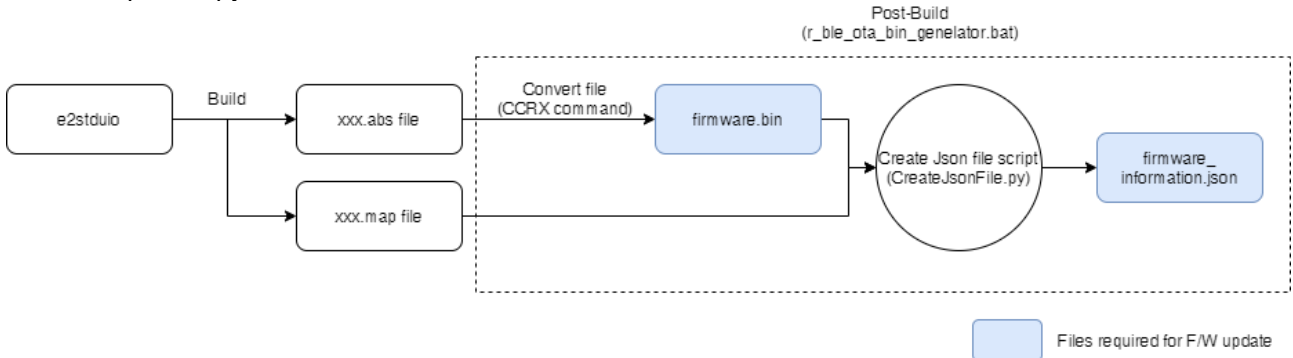 Post-Build
(r_ble_ota_bin_genelator.bat)
e2stduio
Build
xxx.abs file
Convert file
(CCRX command)
firmware.bin
Create Json file script
(CreateJsonFile.py)
firmware_
information.json
xxx.map file
Files required for F/W update